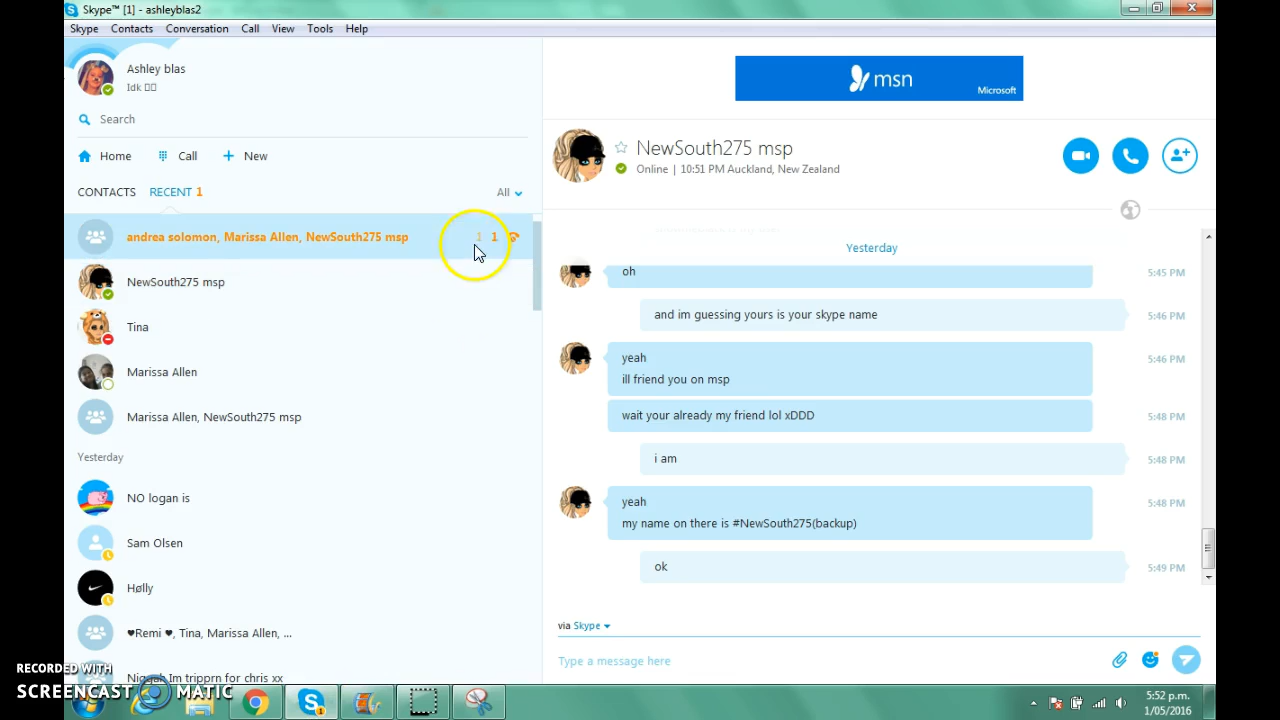 Skype™ [1] - ashleyblas2
Skype Contacts Conversation Call View Tools Help
Ashley blas
Idk
Search
Home Call New
CONTACTS RECENT 1
All
andrea solomon, Marissa Allen, NewSouth275 msp 1 1
NewSouth275 msp
Tina
Marissa Allen
Marissa Allen, NewSouth275 msp
Yesterday
NO logan is
Sam Olsen
Hølly
♥Remi ♥, Tina, Marissa Allen, ...
msn
Microsoft
NewSouth275 msp
Online | 10:51 PM Auckland, New Zealand
Yesterday
oh 5:45 PM
and im guessing yours is your skype name 5:46 PM
yeah 5:46 PM
ill friend you on msp
wait your already my friend lol xDDD 5:48 PM
i am 5:48 PM
yeah 5:48 PM
my name on there is #NewSouth275(backup)
ok 5:49 PM
via Skype
Type a message here
RECORDED WITH
SCREENCAST MATIC
5:52 p.m.
1/05/2016